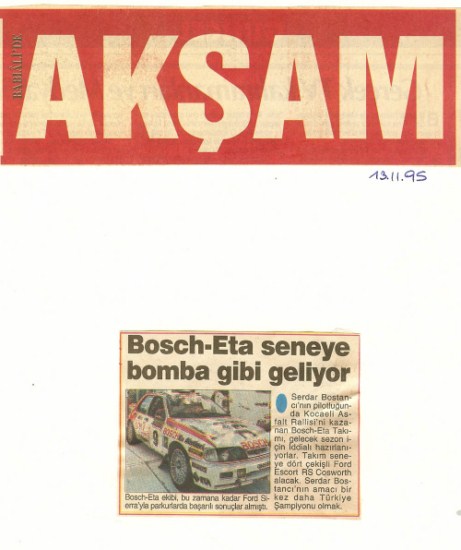 BABIALİ'DE
AKŞAM
13.11.95
Bosch-Eta seneye
bomba gibi geliyor
Serdar Bostan-
cı'nın pilotluğun-
da Kocaeli As-
falt Rallisi'ni kaza-
nan Bosch-Eta Takı-
mı, gelecek sezon i-
çin iddialı hazırlanı-
yorlar. Takım sene-
ye dört çekişli Ford
Escort RS Cosworth
alacak. Serdar Bos-
tancı'nın amacı bir
kez daha Türkiye
Şampiyonu olmak.
BOSCH
Bosch-Eta ekibi, bu zamana kadar Ford Si-
erra'yla parkurlarda başarılı sonuçlar almıştı.